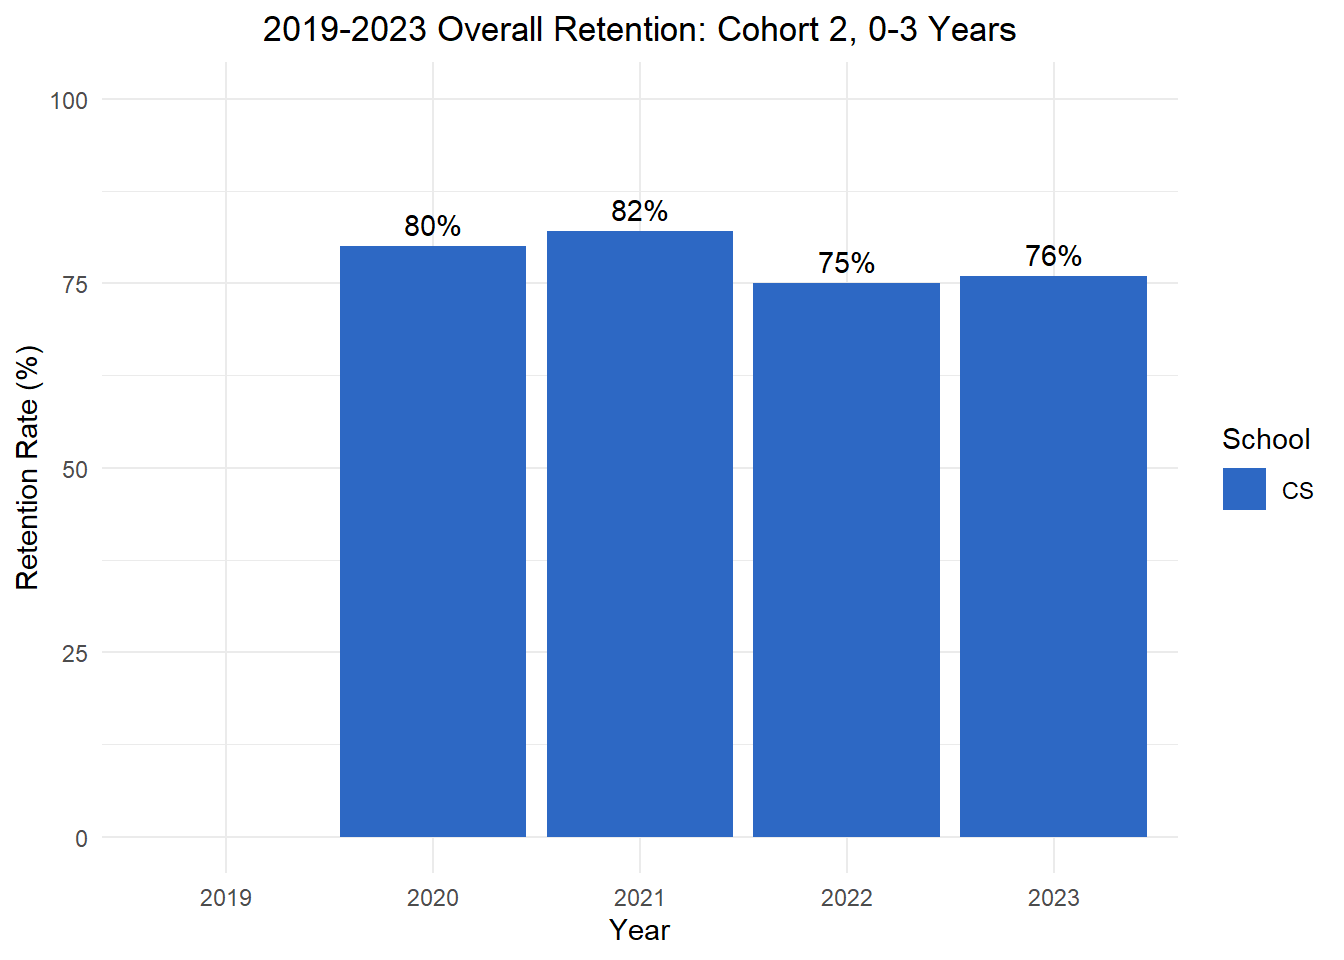 2019-2023 Overall Retention: Cohort 2, 0-3 Years
Retention Rate (%)
100
75
50
25
0
80%
82%
75%
76%
2019
2020
2021
2022
2023
Year
School
CS